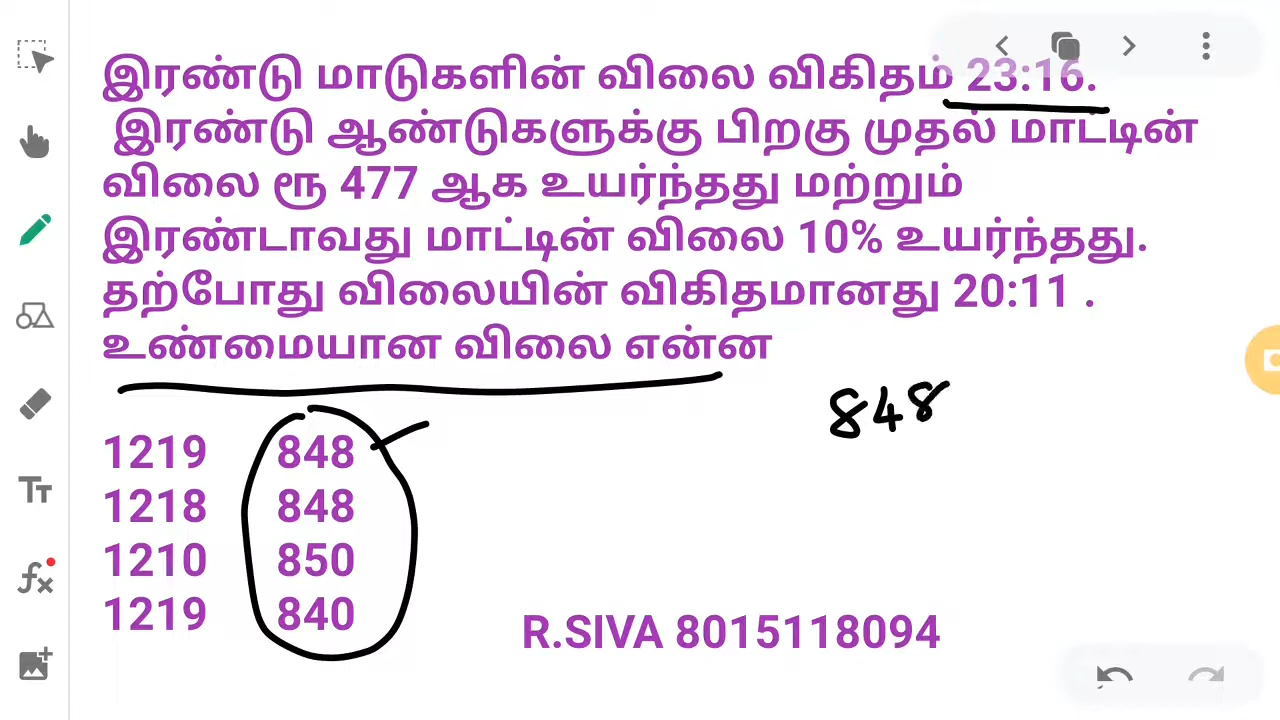 இரண்டு மாடுகளின் விலை விகிதம் 23:16.
இரண்டு ஆண்டுகளுக்கு பிறகு முதல் மாட்டின்
விலை ரூ 477 ஆக உயர்ந்தது மற்றும்
இரண்டாவது மாட்டின் விலை 10% உயர்ந்தது.
தற்போது விலையின் விகிதமானது 20:11 .
உண்மையான விலை என்ன
848
1219 848
1218 848
1210 850
1219 840
R.SIVA 8015118094
TT
fx